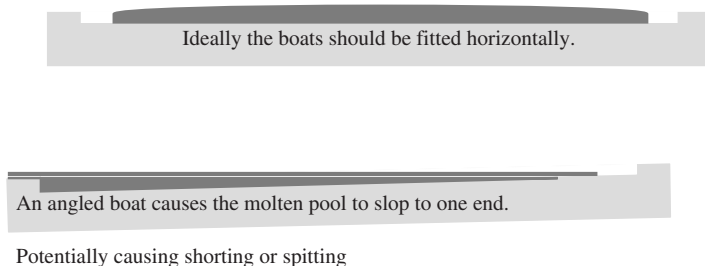 Ideally the boats should be fitted horizontally.
An angled boat causes the molten pool to slop to one end.
Potentially causing shorting or spitting